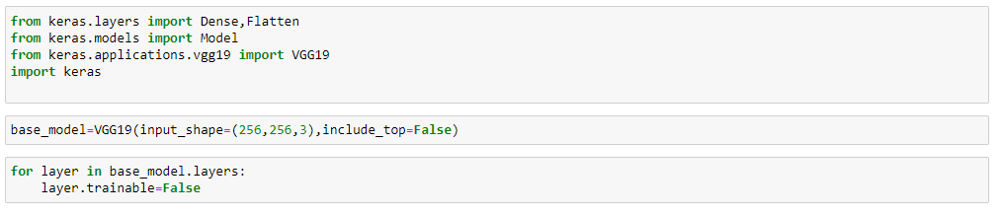 from keras.layers import Dense,Flatten
from keras.models import Model
from keras.applications.vgg19 import VGG19
import keras
base_model=VGG19(input_shape=(256,256,3),include_top=False)
for layer in base_model.layers:
    layer.trainable=False